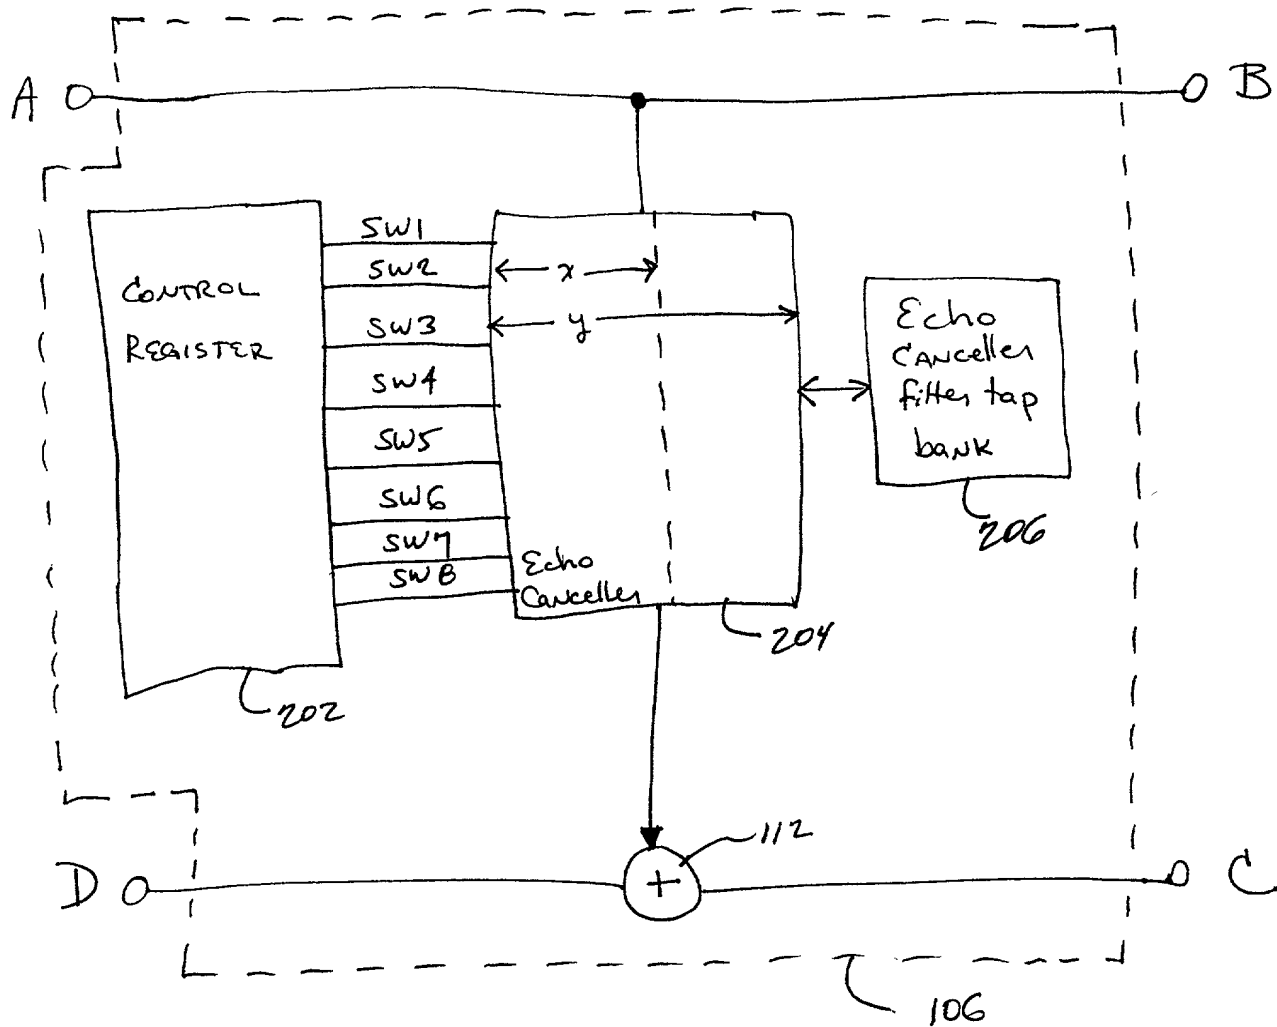 A
B
CONTROL
REGISTER
SW1
SW2
SW3
SW4
SW5
SW6
SW7
SW8
x
y
Echo
Canceller
Echo
Canceller
filter tap
bank
206
204
202
112
D
+
C
106